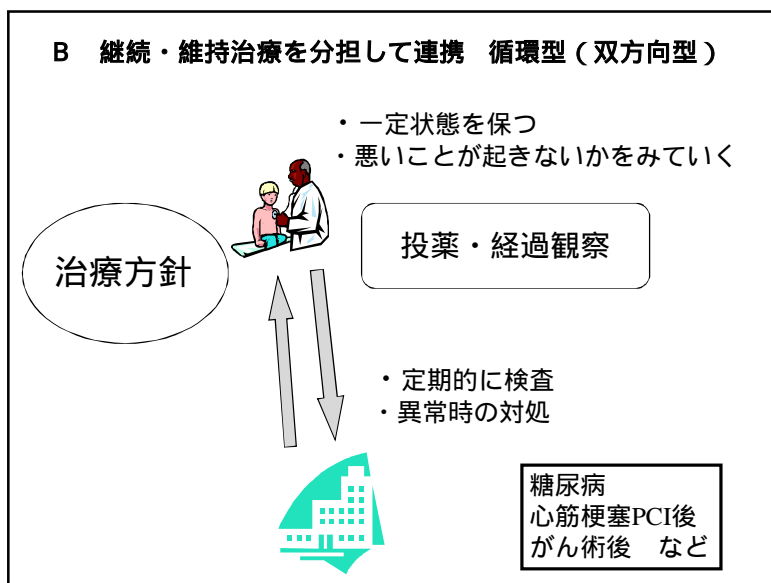 B 継続・維持治療を分担して連携 循環型（双方向型）
・一定状態を保つ
・悪いことが起きないかをみていく
治療方針
投薬・経過観察
・定期的に検査
・異常時の対処
糖尿病
心筋梗塞PCI後
がん術後 など